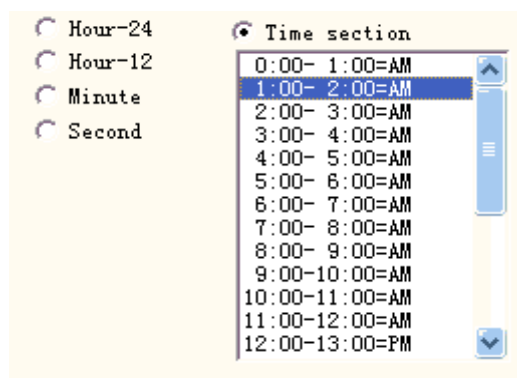 Hour-24
Hour-12
Minute
Second
Time section
0:00- 1:00=AM
1:00- 2:00=AM
2:00- 3:00=AM
3:00- 4:00=AM
4:00- 5:00=AM
5:00- 6:00=AM
6:00- 7:00=AM
7:00- 8:00=AM
8:00- 9:00=AM
9:00-10:00=AM
10:00-11:00=AM
11:00-12:00=AM
12:00-13:00=PM